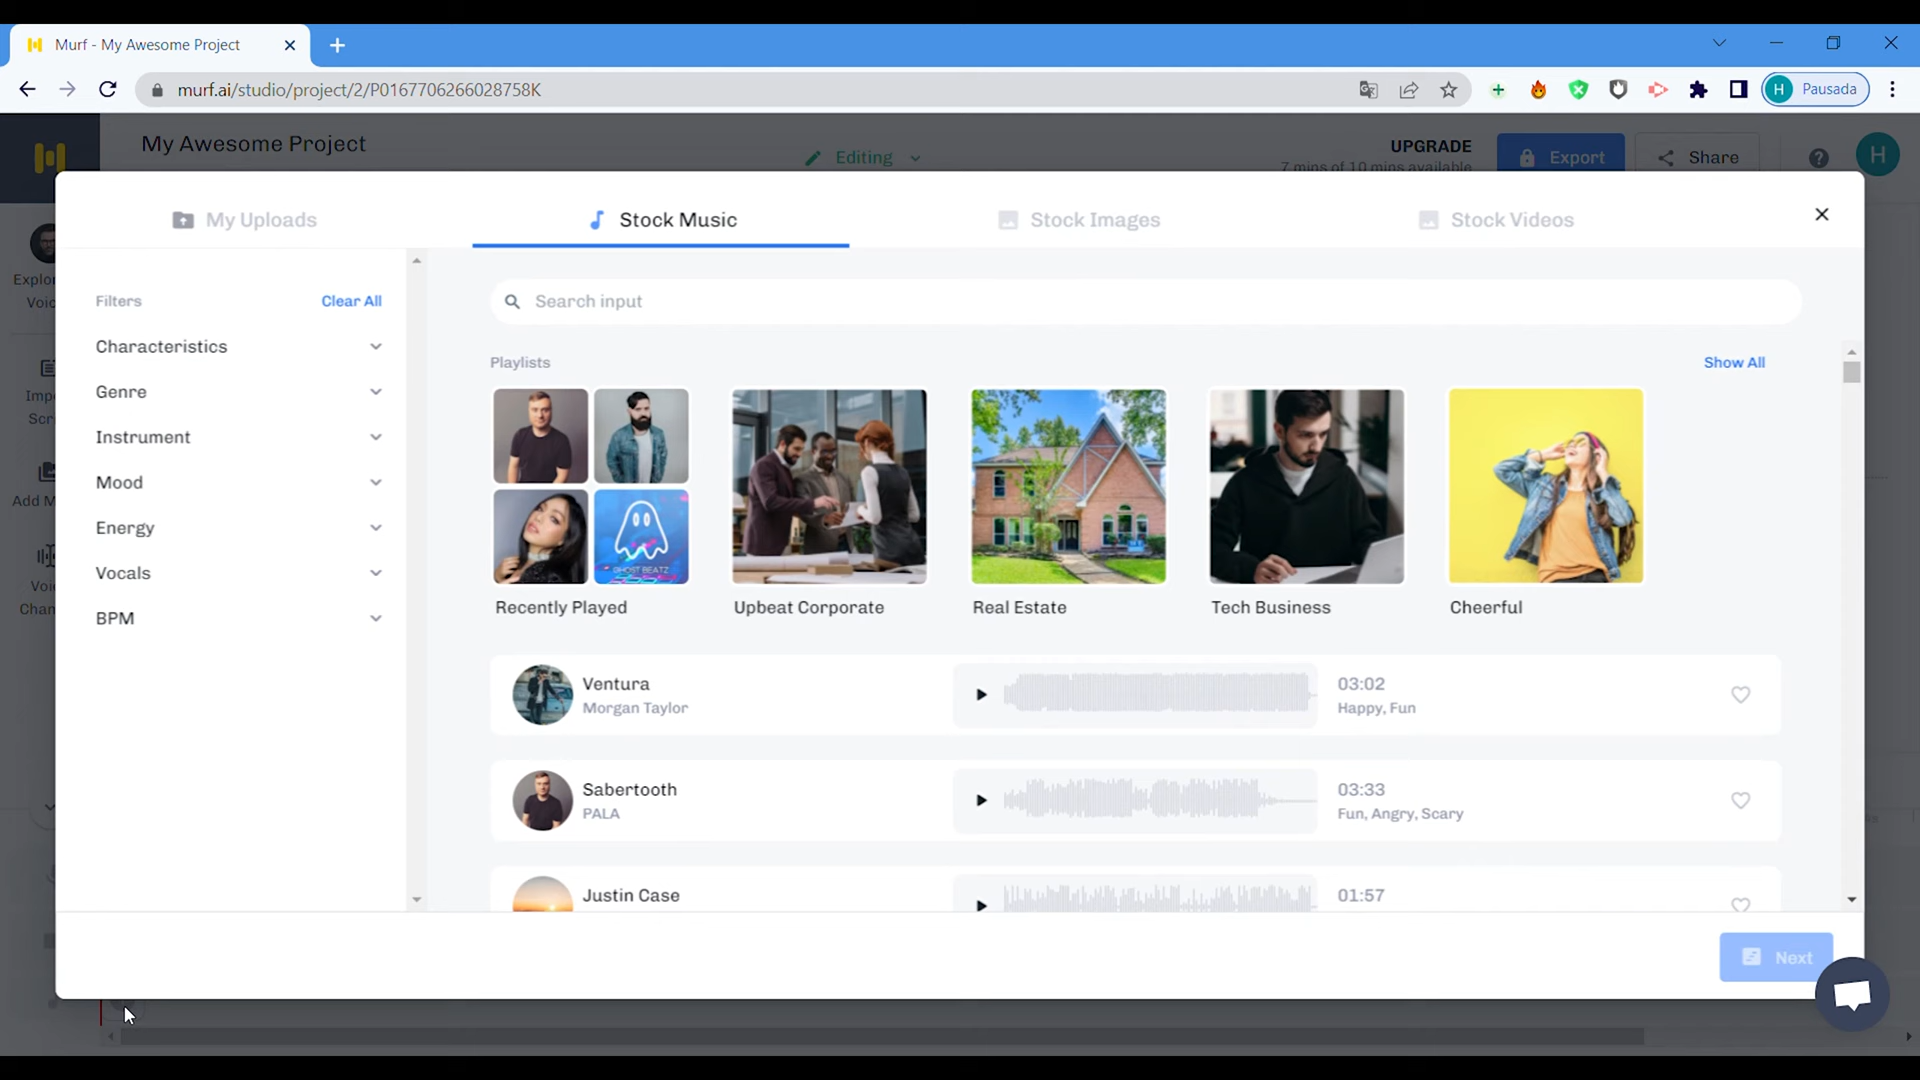 Murf - My Awesome Project
murf.ai/studio/project/2/P0167706266028758K
H Pausada
My Awesome Project
Editing
UPGRADE
7 mins of 10 mins available
Export
Share
H
My Uploads
Stock Music
Stock Images
Stock Videos
Filters
Clear All
Characteristics
Genre
Instrument
Mood
Energy
Vocals
BPM
Search input
Playlists
Show All
GHOST BEATZ
Recently Played
Upbeat Corporate
Real Estate
Tech Business
Cheerful
Ventura
Morgan Taylor
03:02
Happy, Fun
Sabertooth
PALA
03:33
Fun, Angry, Scary
Justin Case
01:57
Next